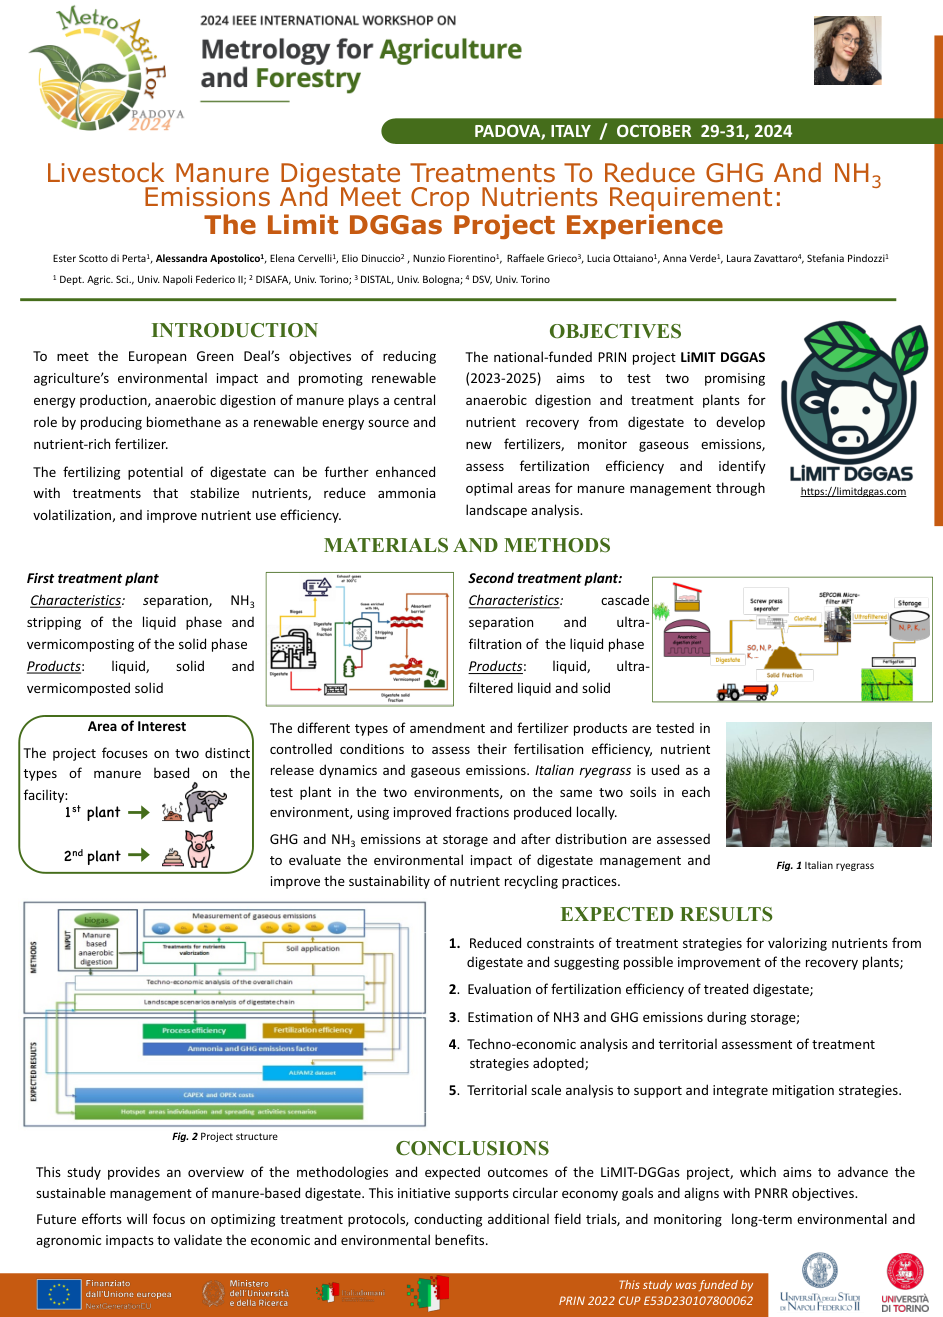 Metro Agri For
PADOVA
2024
2024 IEEE INTERNATIONAL WORKSHOP ON
Metrology for Agriculture
and Forestry
PADOVA, ITALY / OCTOBER 29-31, 2024
Livestock Manure Digestate Treatments To Reduce GHG And NH3
Emissions And Meet Crop Nutrients Requirement:
The Limit DGGas Project Experience
Ester Scotto di Perta1, Alessandra Apostolico1, Elena Cervelli1, Elio Dinuccio2 , Nunzio Fiorentino1, Raffaele Grieco3, Lucia Ottaiano1, Anna Verde1, Laura Zavattaro4, Stefania Pindozzi1
1 Dept. Agric. Sci., Univ. Napoli Federico II; 2 DISAFA, Univ. Torino; 3 DISTAL, Univ. Bologna; 4 DSV, Univ. Torino
INTRODUCTION
To meet the European Green Deal’s objectives of reducing
agriculture’s environmental impact and promoting renewable
energy production, anaerobic digestion of manure plays a central
role by producing biomethane as a renewable energy source and
nutrient-rich fertilizer.
The fertilizing potential of digestate can be further enhanced
with treatments that stabilize nutrients, reduce ammonia
volatilization, and improve nutrient use efficiency.
OBJECTIVES
The national-funded PRIN project LiMIT DGGAS
(2023-2025) aims to test two promising
anaerobic digestion and treatment plants for
nutrient recovery from digestate to develop
new fertilizers, monitor gaseous emissions,
assess fertilization efficiency and identify
optimal areas for manure management through
landscape analysis.
LiMIT DGGAS
https://limitdggas.com
MATERIALS AND METHODS
First treatment plant
Characteristics: separation, NH3
stripping of the liquid phase and
vermicomposting of the solid phase
Products: liquid, solid and
vermicomposted solid
Exhaust gases
at 300°C
Biogas
Gases enriched
with NH3
Absorbent
barrier
Digestate
liquid
fraction
Stripping
tower
Vermicompost
Digestate
Digestate solid
fraction
Second treatment plant:
Characteristics: cascade
separation and ultra-
filtration of the liquid phase
Products: liquid, ultra-
filtered liquid and solid
Screw press
separator
SEPCOM Micro-
filter MFT
Storage
Clarified
Ultrafiltered
N, P, K, ..
Anaerobic
digestion plant
SO, N, P,
K, ..
Digestate
Solid fraction
Fertigation
Area of Interest
The project focuses on two distinct
types of manure based on the
facility:
1st plant
2nd plant
The different types of amendment and fertilizer products are tested in
controlled conditions to assess their fertilisation efficiency, nutrient
release dynamics and gaseous emissions. Italian ryegrass is used as a
test plant in the two environments, on the same two soils in each
environment, using improved fractions produced locally.
GHG and NH3 emissions at storage and after distribution are assessed
to evaluate the environmental impact of digestate management and
improve the sustainability of nutrient recycling practices.
Fig. 1 Italian ryegrass
METHODS
INPUT
biogas
Manure
based
anaerobic
digestion
Measurement of gaseous emissions
Treatments for nutrients
valorization
Soil application
Techno-economic analysis of the overall chain
Landscape scenarios analysis of digestate chain
EXPECTED RESULTS
Process efficiency
Fertilization efficiency
Ammonia and GHG emissions factor
ALFAM2 dataset
CAPEX and OPEX costs
Hotspot areas individuation and spreading activities scenarios
Fig. 2 Project structure
EXPECTED RESULTS
1. Reduced constraints of treatment strategies for valorizing nutrients from
digestate and suggesting possible improvement of the recovery plants;
2. Evaluation of fertilization efficiency of treated digestate;
3. Estimation of NH3 and GHG emissions during storage;
4. Techno-economic analysis and territorial assessment of treatment
strategies adopted;
5. Territorial scale analysis to support and integrate mitigation strategies.
CONCLUSIONS
This study provides an overview of the methodologies and expected outcomes of the LiMIT-DGGas project, which aims to advance the
sustainable management of manure-based digestate. This initiative supports circular economy goals and aligns with PNRR objectives.
Future efforts will focus on optimizing treatment protocols, conducting additional field trials, and monitoring long-term environmental and
agronomic impacts to validate the economic and environmental benefits.
Finanziato
dall'Unione europea
NextGenerationEU
Ministero
dell'Università
e della Ricerca
Italiadomani
This study was funded by
PRIN 2022 CUP E53D230107800062
UNIVERSITÀ DEGLI STUDI
DI NAPOLI FEDERICO II
UNIVERSITÀ
DI TORINO